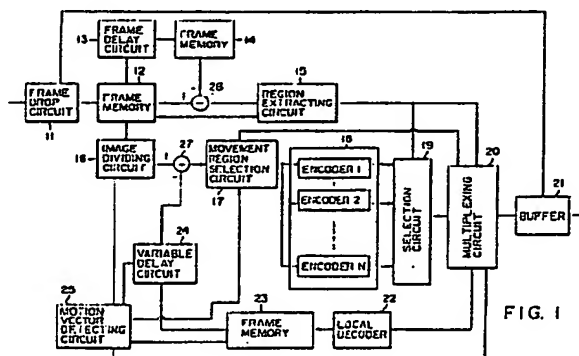 13
FRAME
DELAY
CIRCUIT
FRAME
MEMORY
14
12
28
15
FRAME
DROP
CIRCUIT
11
FRAME
MEMORY
REGION
EXTRACTING
CIRCUIT
16
IMAGE
DIVIDING
CIRCUIT
27
MOVEMENT
REGION
SELECTION
CIRCUIT
17
ENCODER 1
ENCODER 2
ENCODER N
19
SELECTION
CIRCUIT
20
MULTIPLEXING
CIRCUIT
21
BUFFER
24
VARIABLE
DELAY
CIRCUIT
25
MOTION
VECTOR
DETECTING
CIRCUIT
23
FRAME
MEMORY
22
LOCAL
DECODER
FIG. 1